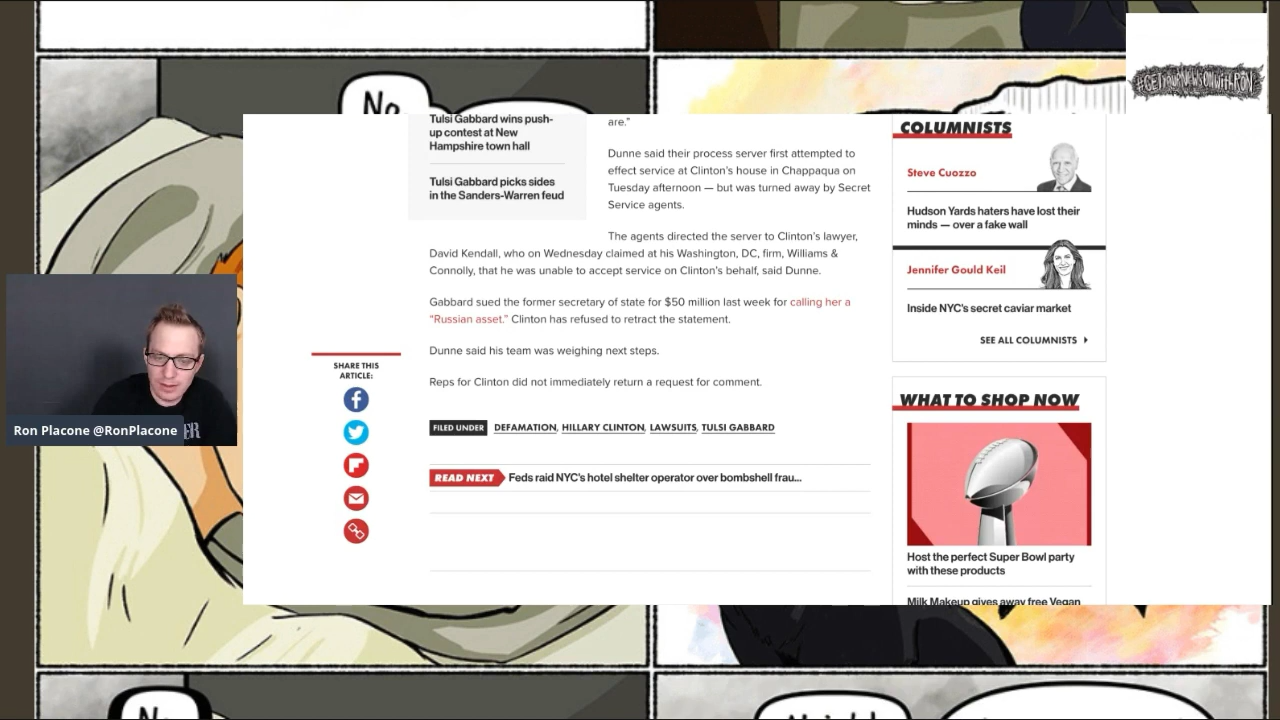 #GETYOURNEWSONWITHRON
No
Tulsi Gabbard wins push-
up contest at New
Hampshire town hall
Tulsi Gabbard picks sides
in the Sanders-Warren feud
are.”
Dunne said their process server first attempted to
effect service at Clinton’s house in Chappaqua on
Tuesday afternoon — but was turned away by Secret
Service agents.
The agents directed the server to Clinton’s lawyer,
David Kendall, who on Wednesday claimed at his Washington, DC, firm, Williams &
Connolly, that he was unable to accept service on Clinton’s behalf, said Dunne.
Gabbard sued the former secretary of state for $50 million last week for calling her a
“Russian asset.” Clinton has refused to retract the statement.
Dunne said his team was weighing next steps.
Reps for Clinton did not immediately return a request for comment.
SHARE THIS
ARTICLE:
FILED UNDER DEFAMATION, HILLARY CLINTON, LAWSUITS, TULSI GABBARD
READ NEXT Feds raid NYC’s hotel shelter operator over bombshell frau...
COLUMNISTS
Steve Cuozzo
Hudson Yards haters have lost their
minds — over a fake wall
Jennifer Gould Keil
Inside NYC’s secret caviar market
SEE ALL COLUMNISTS
WHAT TO SHOP NOW
Host the perfect Super Bowl party
with these products
Milk Makeup gives away free Vegan
Ron Placone @RonPlacone